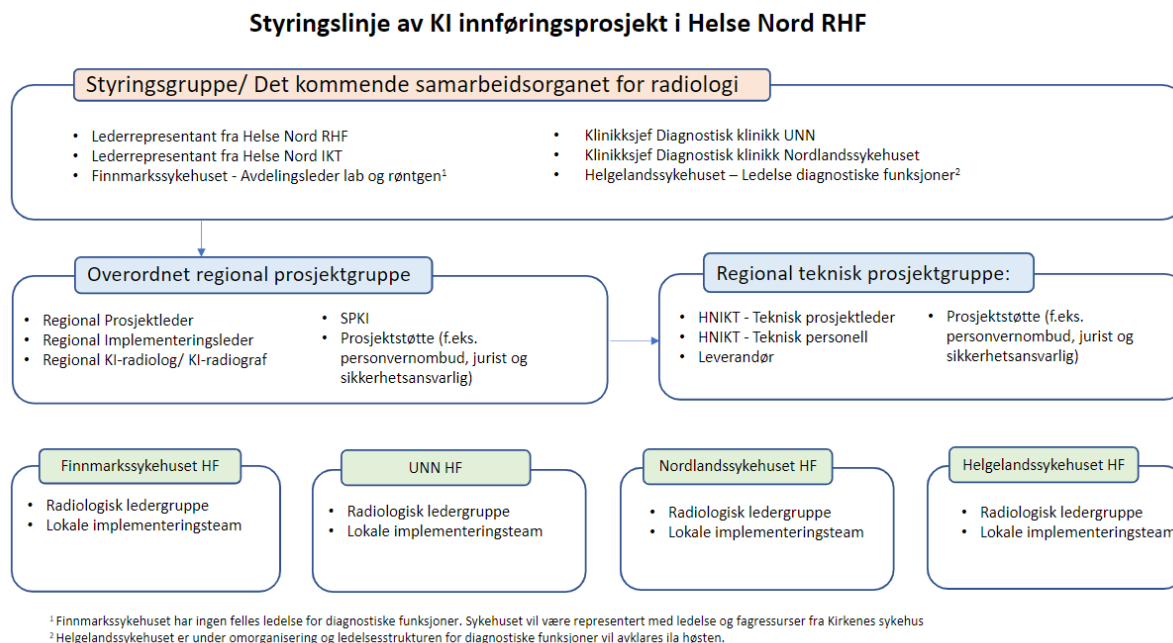 Styringslinje av KI innføringsprosjekt i Helse Nord RHF
Styringsgruppe/ Det kommende samarbeidsorganet for radiologi
• Lederrepresentant fra Helse Nord RHF
• Lederrepresentant fra Helse Nord IKT
• Finnmarkssykehuset - Avdelingsleder lab og røntgen¹
• Klinikksjef Diagnostisk klinikk UNN
• Klinikksjef Diagnostisk klinikk Nordlandssykehuset
• Helgelandssykehuset – Ledelse diagnostiske funksjoner²
Overordnet regional prosjektgruppe
• Regional Prosjektleder
• Regional Implementeringsleder
• Regional KI-radiolog/ KI-radiograf
• SPKI
• Prosjektstøtte (f.eks.
personvernombud, jurist og
sikkerhetsansvarlig)
Regional teknisk prosjektgruppe:
• HNIKT - Teknisk prosjektleder
• HNIKT - Teknisk personell
• Leverandør
• Prosjektstøtte (f.eks.
personvernombud, jurist og
sikkerhetsansvarlig)
Finnmarkssykehuset HF
• Radiologisk ledergruppe
• Lokale implementeringsteam
UNN HF
• Radiologisk ledergruppe
• Lokale implementeringsteam
Nordlandssykehuset HF
• Radiologisk ledergruppe
• Lokale implementeringsteam
Helgelandssykehuset HF
• Radiologisk ledergruppe
• Lokale implementeringsteam
¹ Finnmarkssykehuset har ingen felles ledelse for diagnostiske funksjoner. Sykehuset vil være representert med ledelse og fagressurser fra Kirkenes sykehus
² Helgelandssykehuset er under omorganisering og ledelsesstrukturen for diagnostiske funksjoner vil avklares ila høsten.